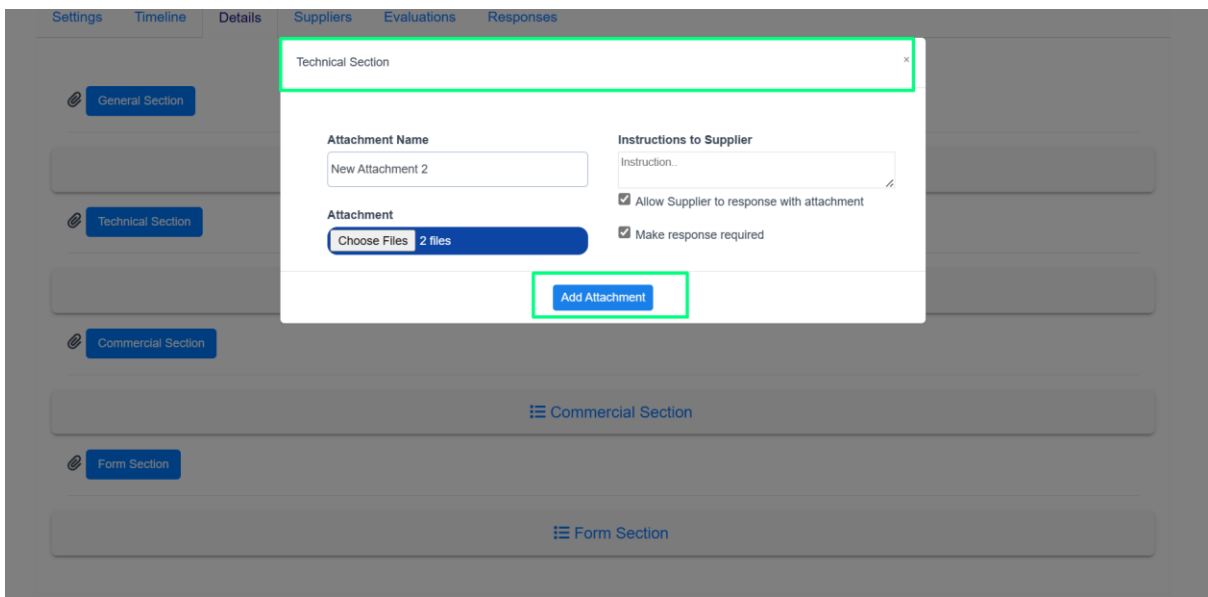 Settings Timeline Details Suppliers Evaluations Responses
Technical Section ×
General Section
Attachment Name
New Attachment 2
Instructions to Supplier
Instruction..
Allow Supplier to response with attachment
Make response required
Attachment
Choose Files 2 files
Technical Section
Add Attachment
Commercial Section
Commercial Section
Form Section
Form Section